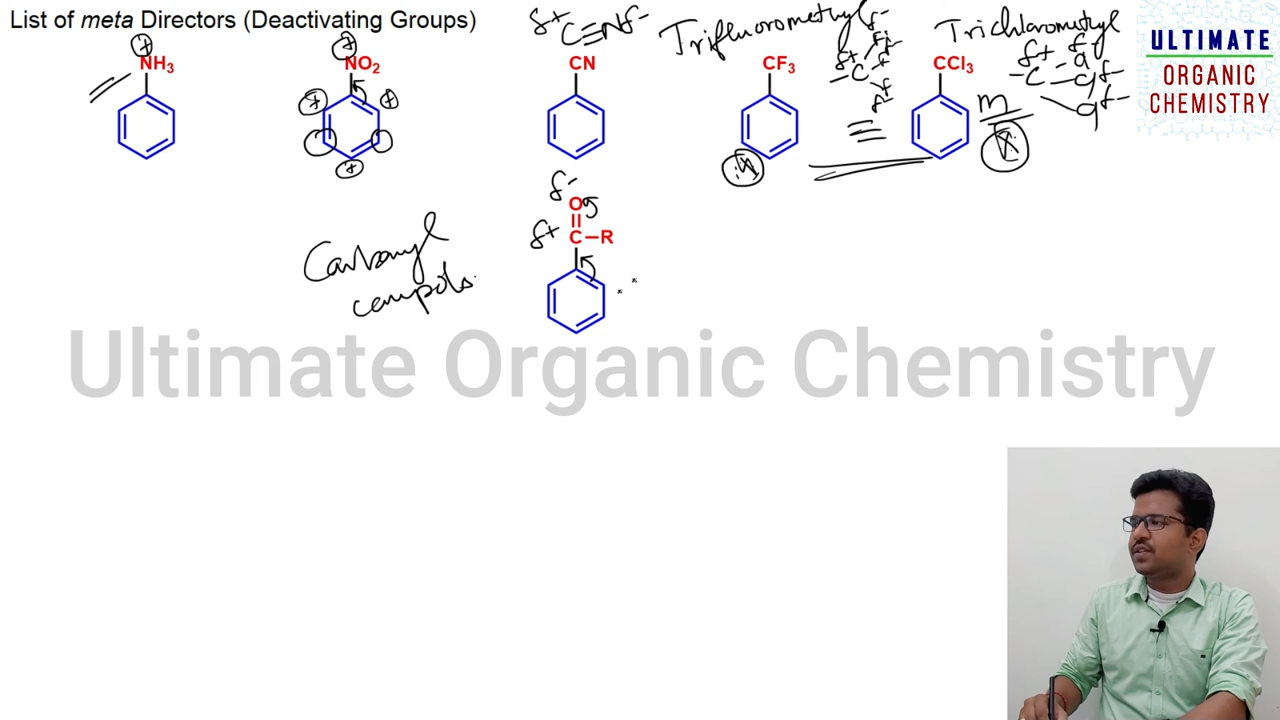 List of meta Directors (Deactivating Groups)
δ+ C≡N δ-
Trifluoromethyl
Trichloromethyl
ULTIMATE
ORGANIC
CHEMISTRY
+
NH3
+
NO2
CN
CF3
δ+
C
CCl3
δ+
C
m
+
+
+
δ-
O
δ+
C–R
Carbonyl
Ultimate Organic Chemistry